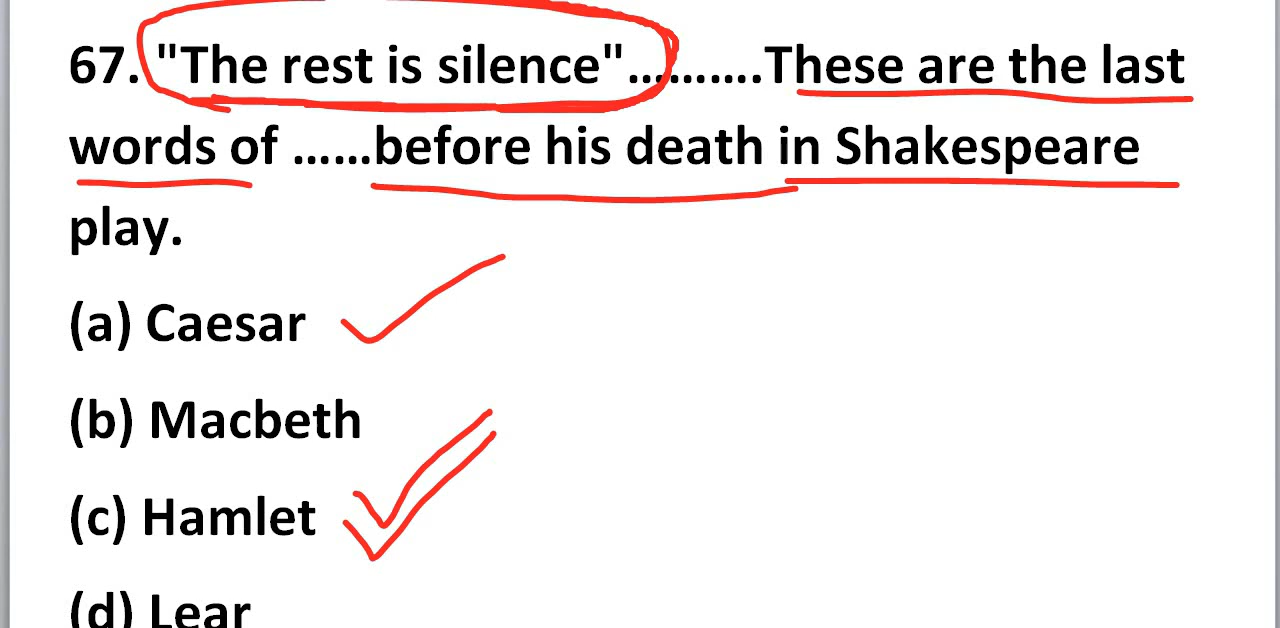 67. "The rest is silence"..........These are the last
words of ......before his death in Shakespeare
play.
(a) Caesar
(b) Macbeth
(c) Hamlet
(d) Lear